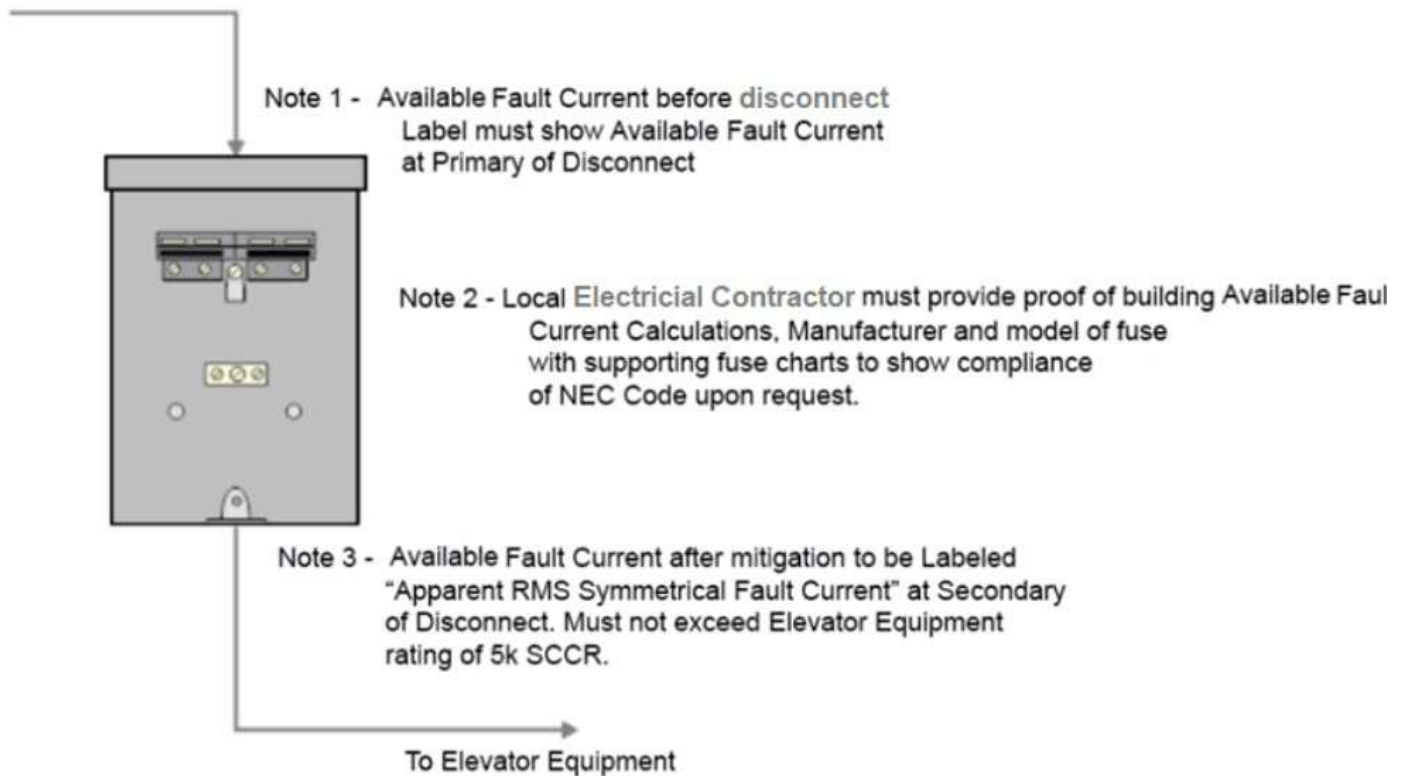 Note 1 - Available Fault Current before disconnect
Label must show Available Fault Current
at Primary of Disconnect
Note 2 - Local Electricial Contractor must provide proof of building Available Faul
Current Calculations, Manufacturer and model of fuse
with supporting fuse charts to show compliance
of NEC Code upon request.
Note 3 - Available Fault Current after mitigation to be Labeled
“Apparent RMS Symmetrical Fault Current” at Secondary
of Disconnect. Must not exceed Elevator Equipment
rating of 5k SCCR.
To Elevator Equipment